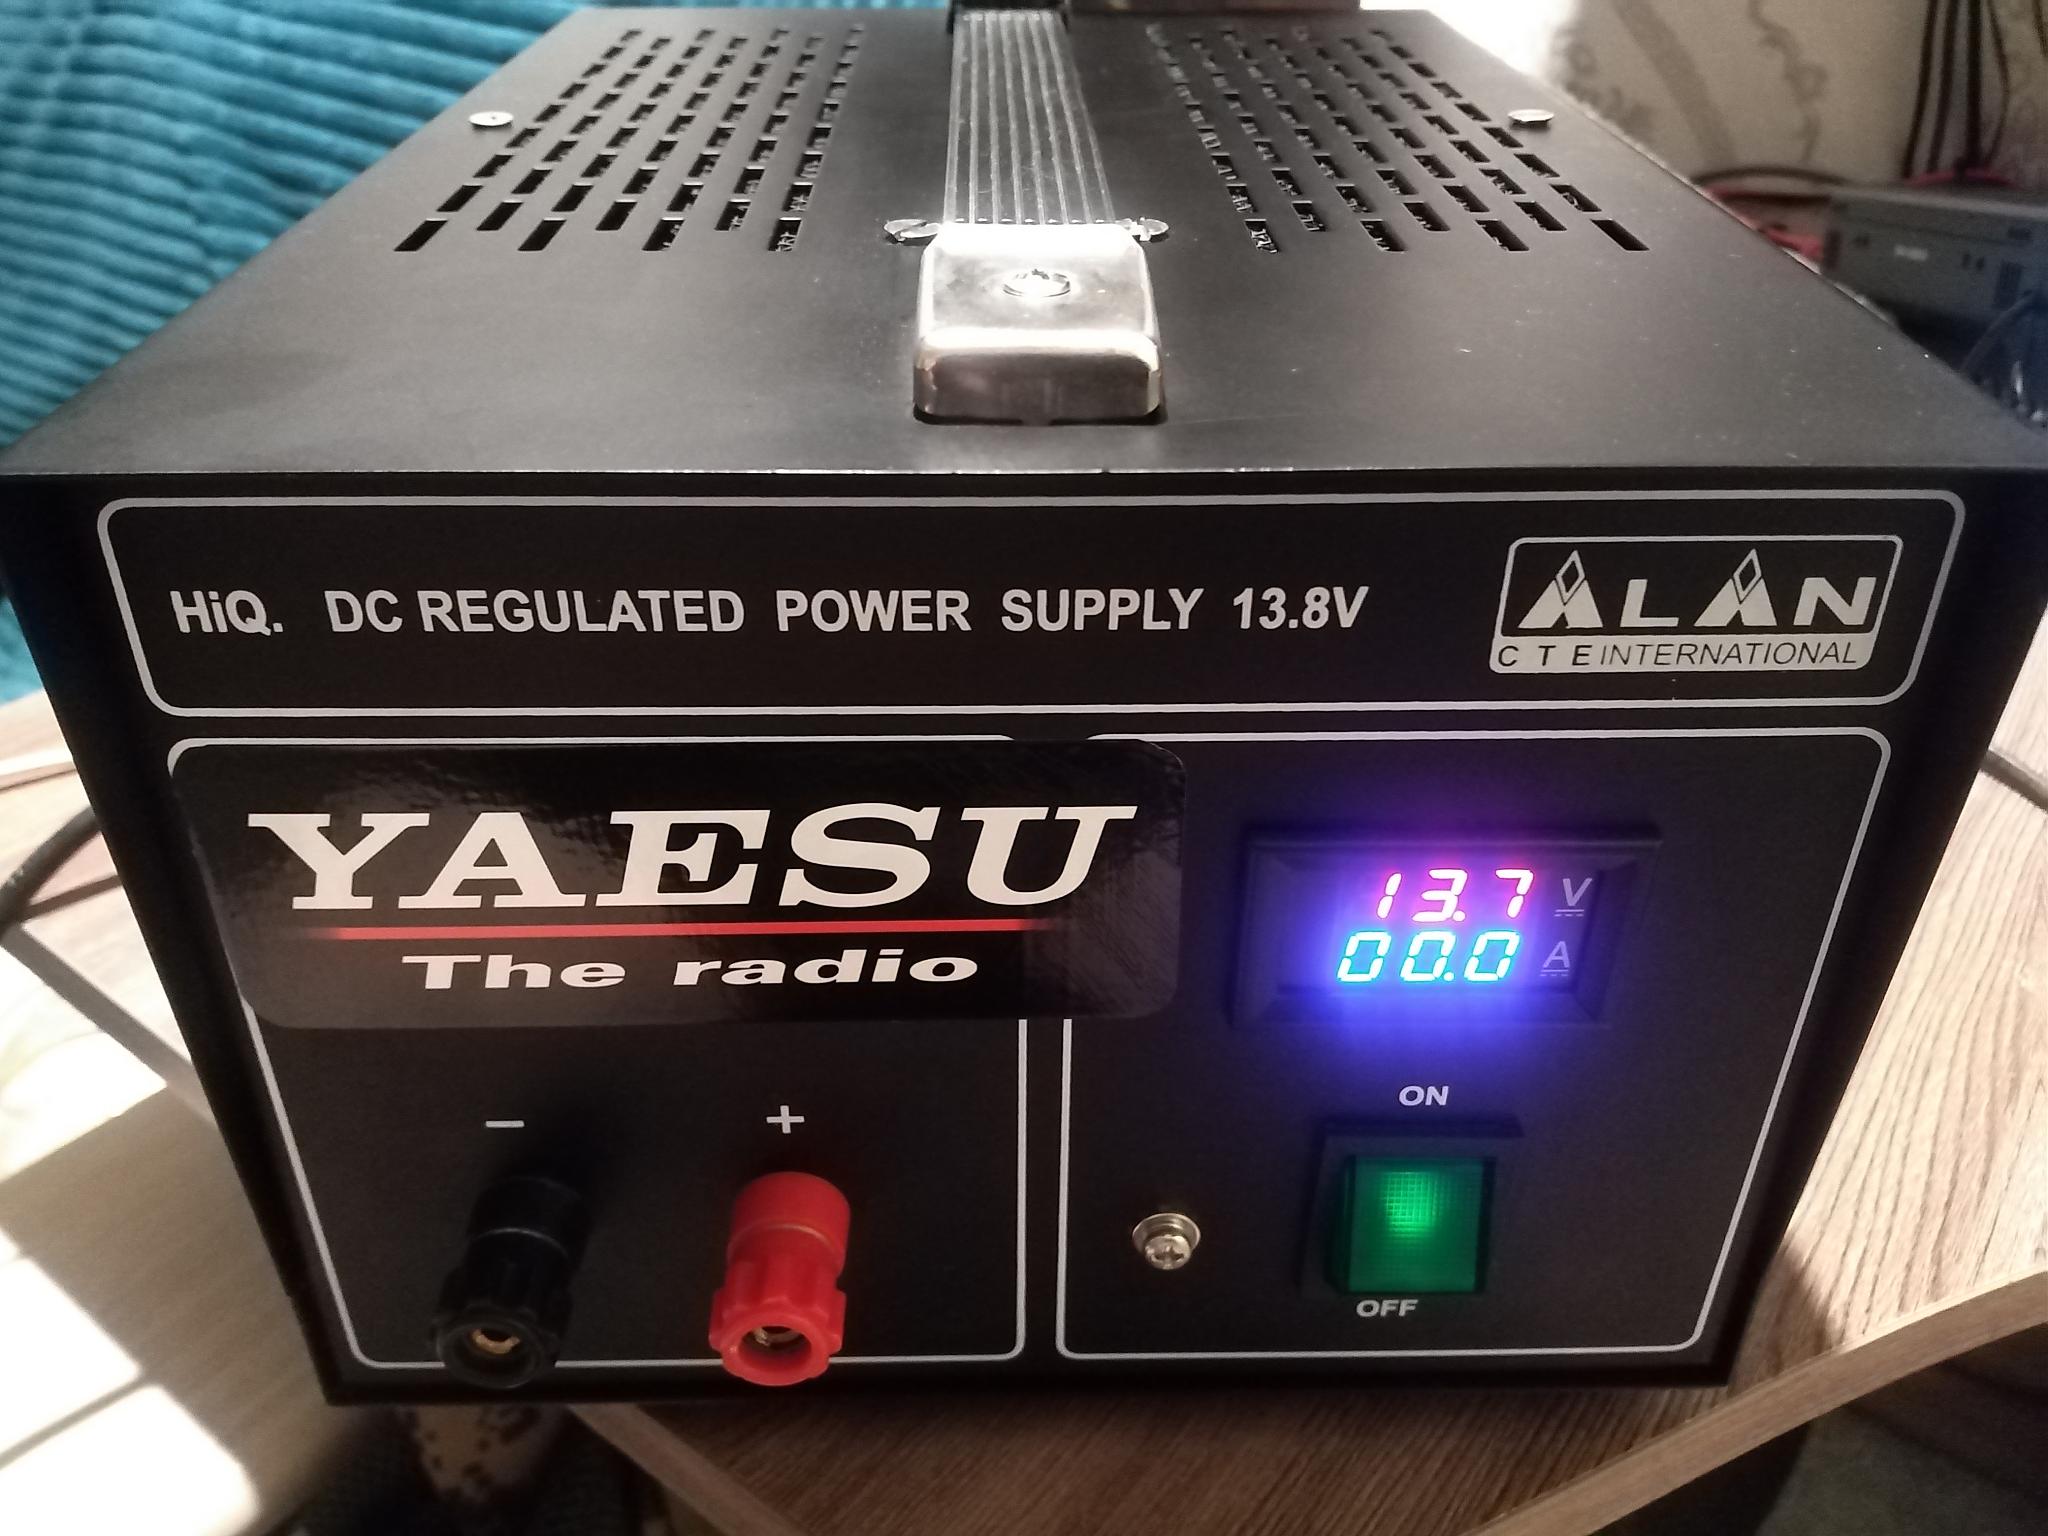 HiQ. DC REGULATED POWER SUPPLY 13.8V
ALAN
CTE INTERNATIONAL
YAESU
The radio
13.7 V
00.0 A
- +
ON
OFF